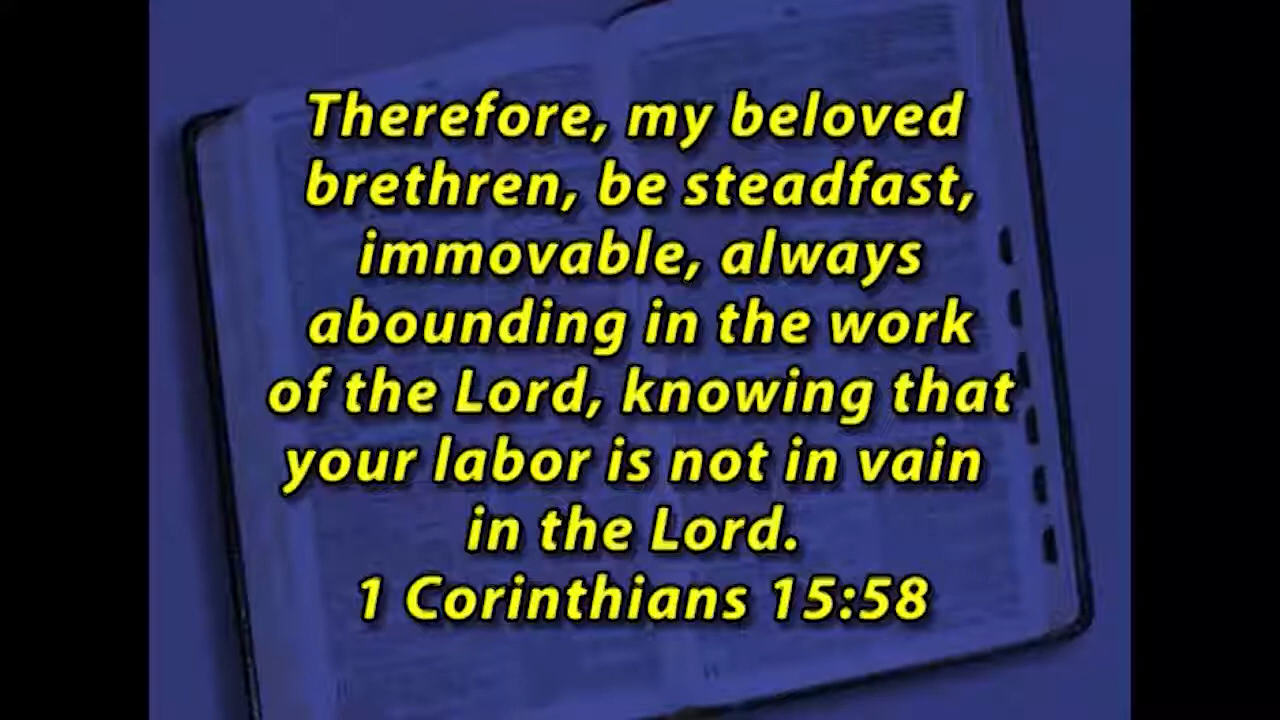 Therefore, my beloved
brethren, be steadfast,
immovable, always
abounding in the work
of the Lord, knowing that
your labor is not in vain
in the Lord.
1 Corinthians 15:58